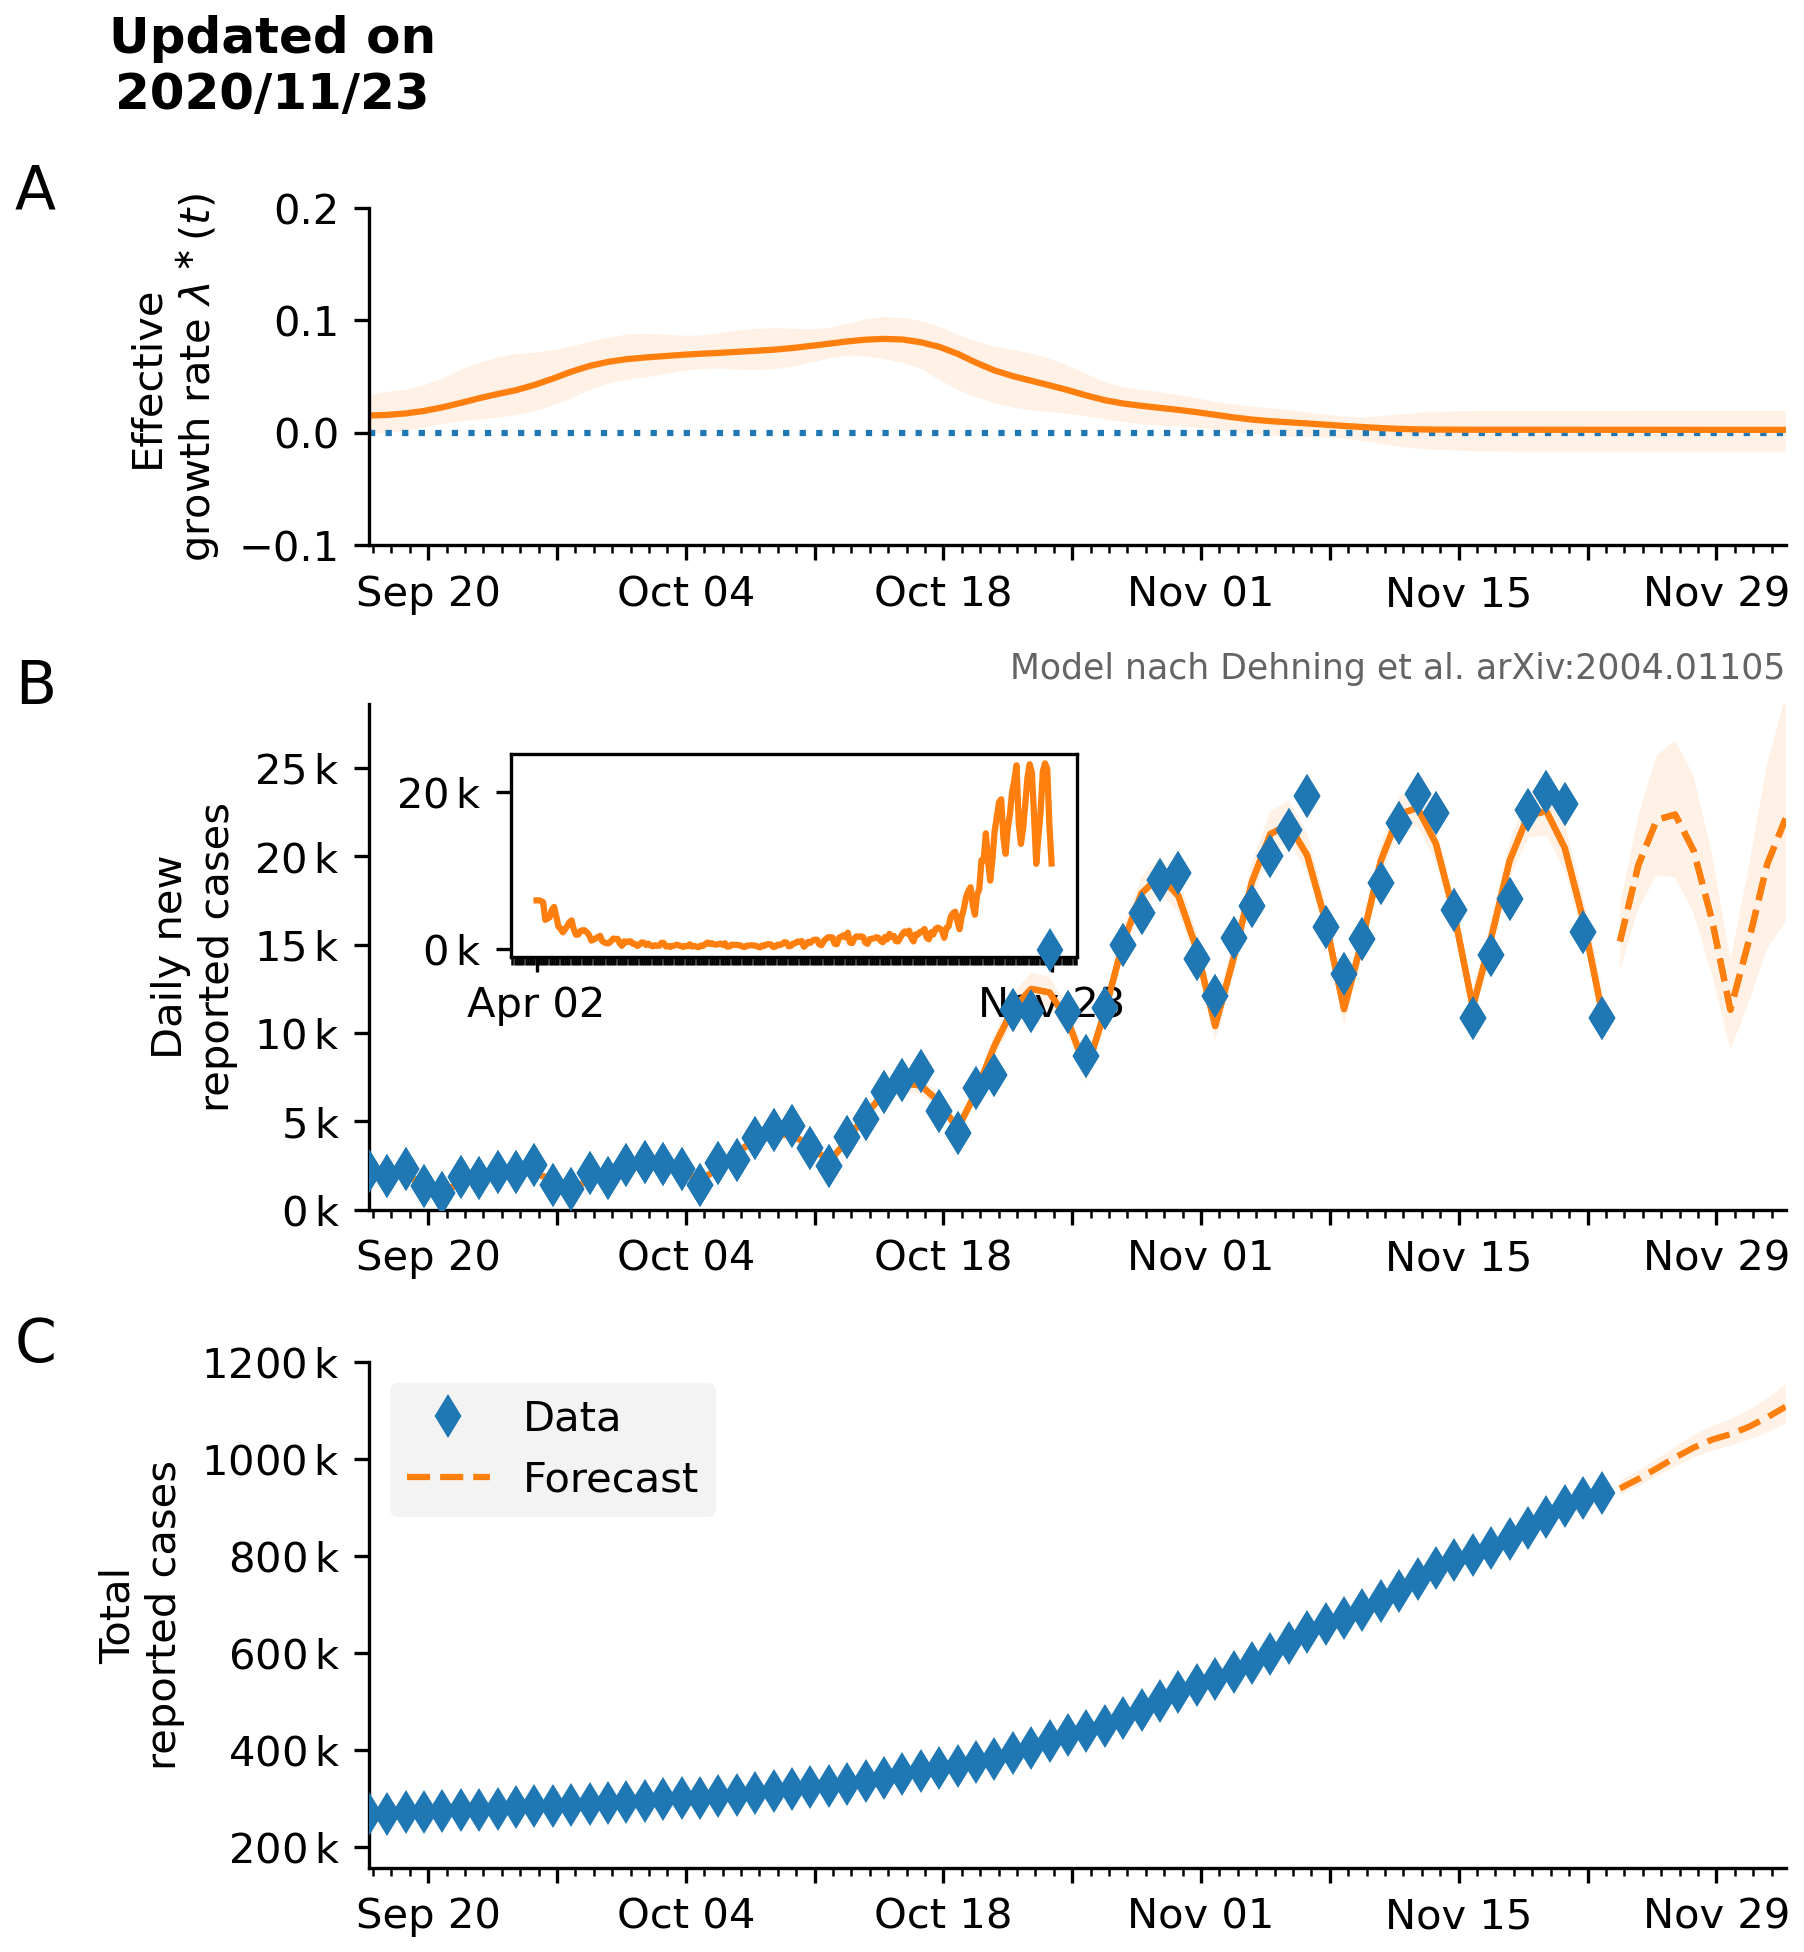 Updated on
2020/11/23
A
Effective
growth rate λ * (t)
0.2
0.1
0.0
−0.1
Sep 20 Oct 04 Oct 18 Nov 01 Nov 15 Nov 29
Model nach Dehning et al. arXiv:2004.01105
B
Daily new
reported cases
25 k
20 k
15 k
10 k
5 k
0 k
20 k
0 k
Apr 02 Nov 23
Sep 20 Oct 04 Oct 18 Nov 01 Nov 15 Nov 29
C
Total
reported cases
1200 k
1000 k
800 k
600 k
400 k
200 k
Data
Forecast
Sep 20 Oct 04 Oct 18 Nov 01 Nov 15 Nov 29